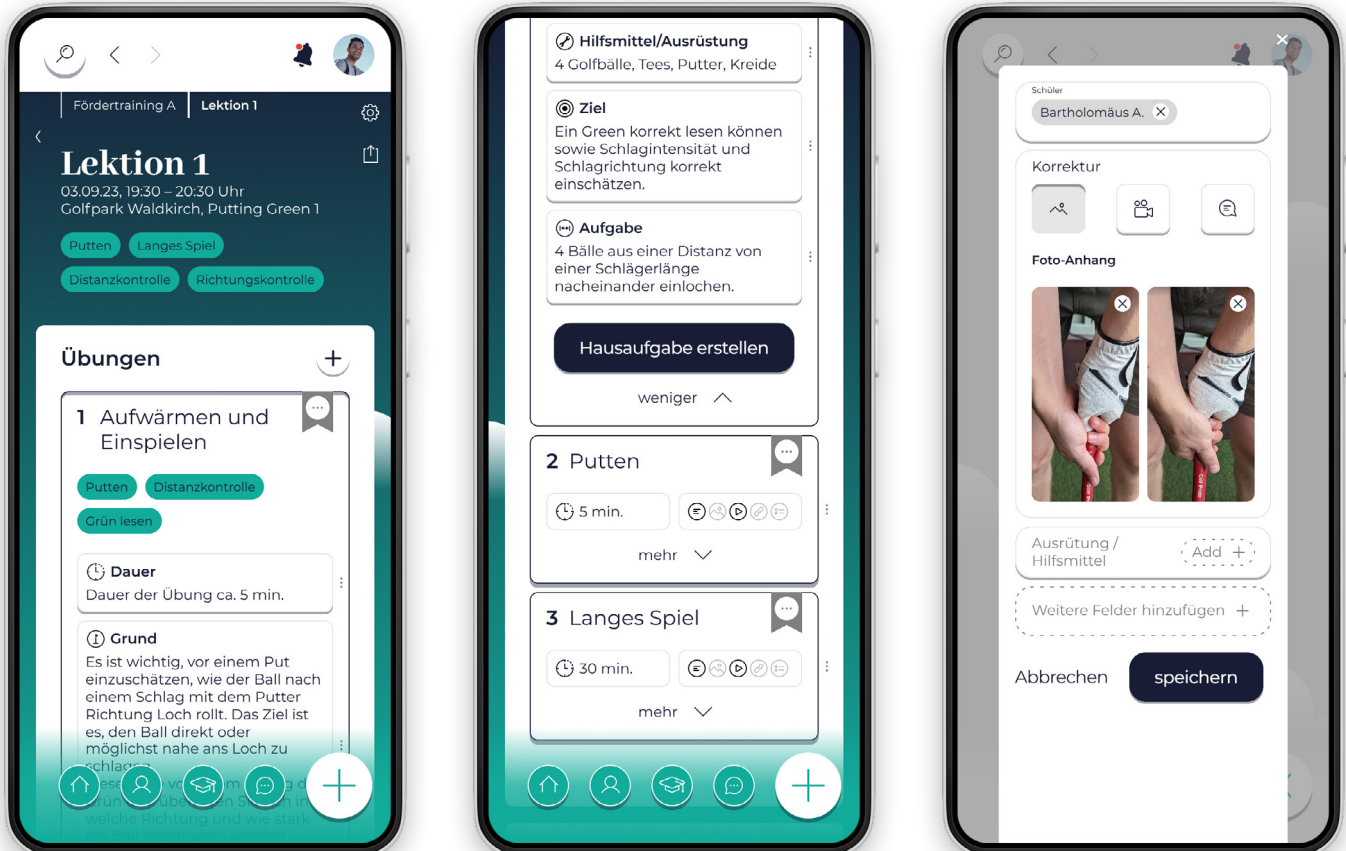 Fördertraining A
Lektion 1
Lektion 1
03.09.23, 19:30 – 20:30 Uhr
Golfpark Waldkirch, Putting Green 1
Putten
Langes Spiel
Distanzkontrolle
Richtungskontrolle
Übungen
1 Aufwärmen und
Einspielen
Putten
Distanzkontrolle
Grün lesen
Dauer
Dauer der Übung ca. 5 min.
Grund
Es ist wichtig, vor einem Put
einzuschätzen, wie der Ball nach
einem Schlag mit dem Putter
Richtung Loch rollt. Das Ziel ist
es, den Ball direkt oder
möglichst nahe ans Loch zu
schlagen.
welche Richtung und wie stark
Hilfsmittel/Ausrüstung
4 Golfbälle, Tees, Putter, Kreide
Ziel
Ein Green korrekt lesen können
sowie Schlagintensität und
Schlagrichtung korrekt
einschätzen.
Aufgabe
4 Bälle aus einer Distanz von
einer Schlägerlänge
nacheinander einlochen.
Hausaufgabe erstellen
weniger
2 Putten
5 min.
mehr
3 Langes Spiel
30 min.
mehr
Schüler
Bartholomäus A.
Korrektur
Foto-Anhang
Ausrütung /
Hilfsmittel
Add +
Weitere Felder hinzufügen +
Abbrechen
speichern